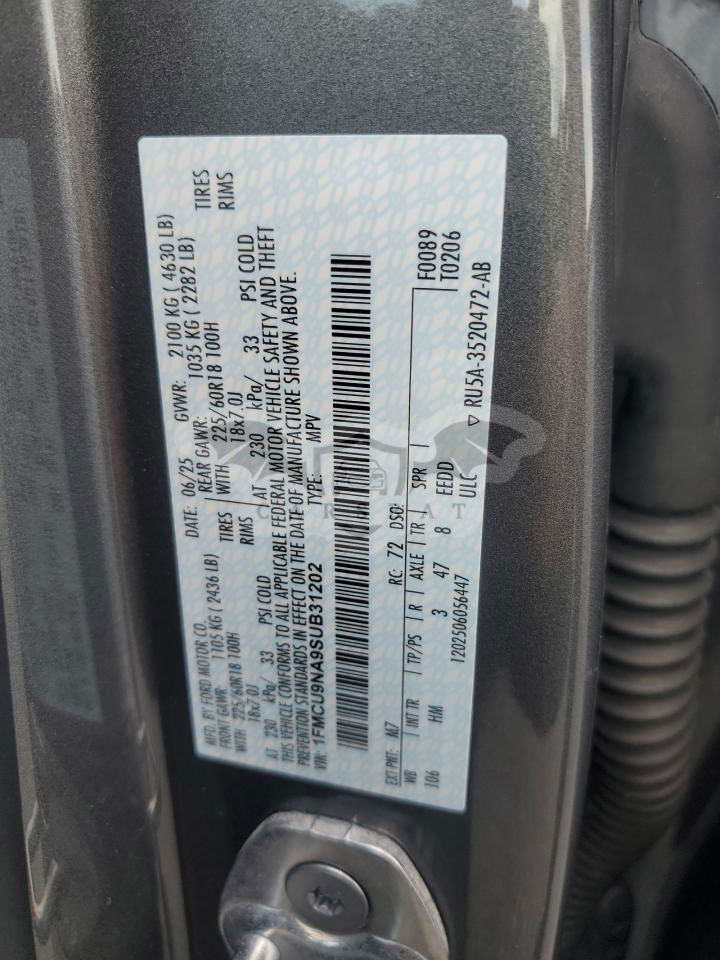 MFD. BY FORD MOTOR CO. DATE: 06/25 GVWR: 2100 KG ( 4630 LB)
FRONT GAWR: 1105 KG ( 2436 LB) REAR GAWR: 1035 KG ( 2282 LB)
WITH 225/60R18 100H TIRES WITH 225/60R18 100H TIRES
18x7.0J RIMS 18x7.0J RIMS
AT 230 kPa/ 33 PSI COLD AT 230 kPa/ 33 PSI COLD
THIS VEHICLE CONFORMS TO ALL APPLICABLE FEDERAL MOTOR VEHICLE SAFETY AND THEFT
PREVENTION STANDARDS IN EFFECT ON THE DATE OF MANUFACTURE SHOWN ABOVE.
VIN: 1FMCU9NA9SUB31202 TYPE: MPV
EXT PNT: M7 RC: 72 DSO: F0089
WB INT TR TP/PS R AXLE TR SPR T0206
106 HM 3 47 8 EEDD
1202506056447 ULC ▽ RU5A-3520472-AB